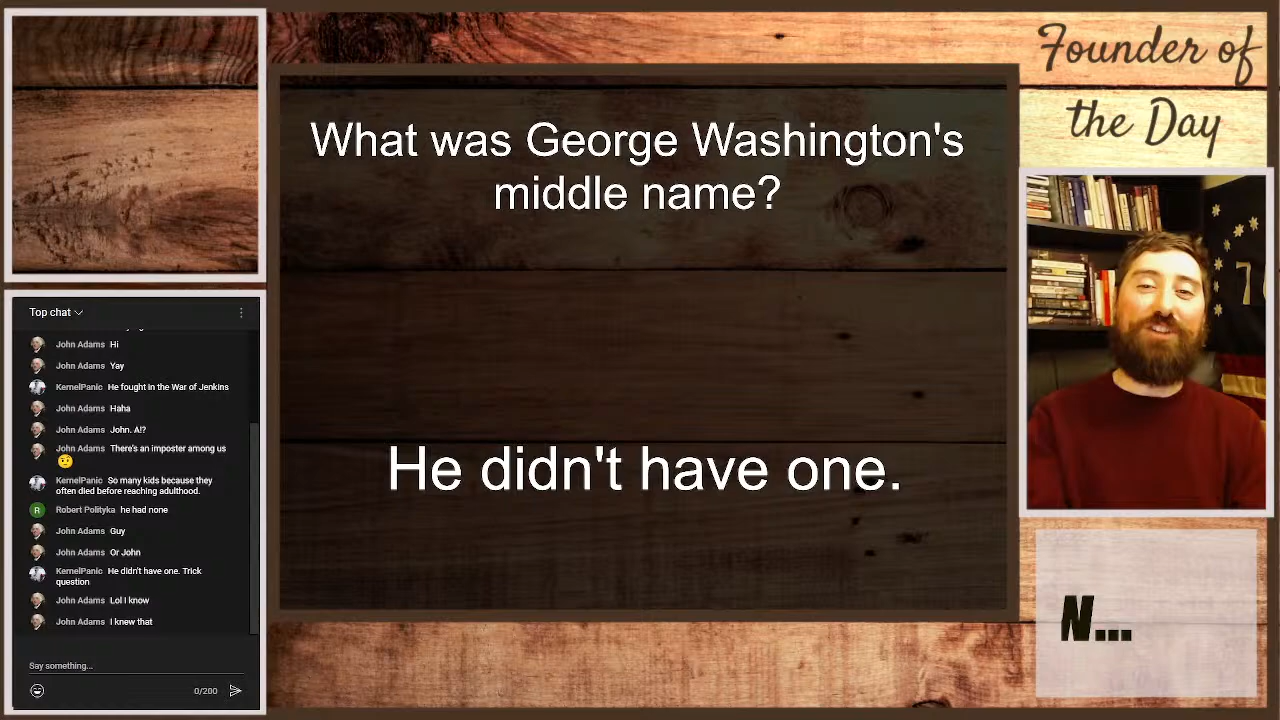 Founder of
the Day
What was George Washington's
middle name?
He didn't have one.
Top chat
John Adams Hi
John Adams Yay
KernelPanic He fought in the War of Jenkins
John Adams Haha
John Adams John. A!?
John Adams There's an imposter among us
🤨
KernelPanic So many kids because they
often died before reaching adulthood.
R Robert Polityka he had none
John Adams Guy
John Adams Or John
KernelPanic He didn't have one. Trick
question
John Adams Lol I know
John Adams I knew that
Say something...
0/200
7
N...